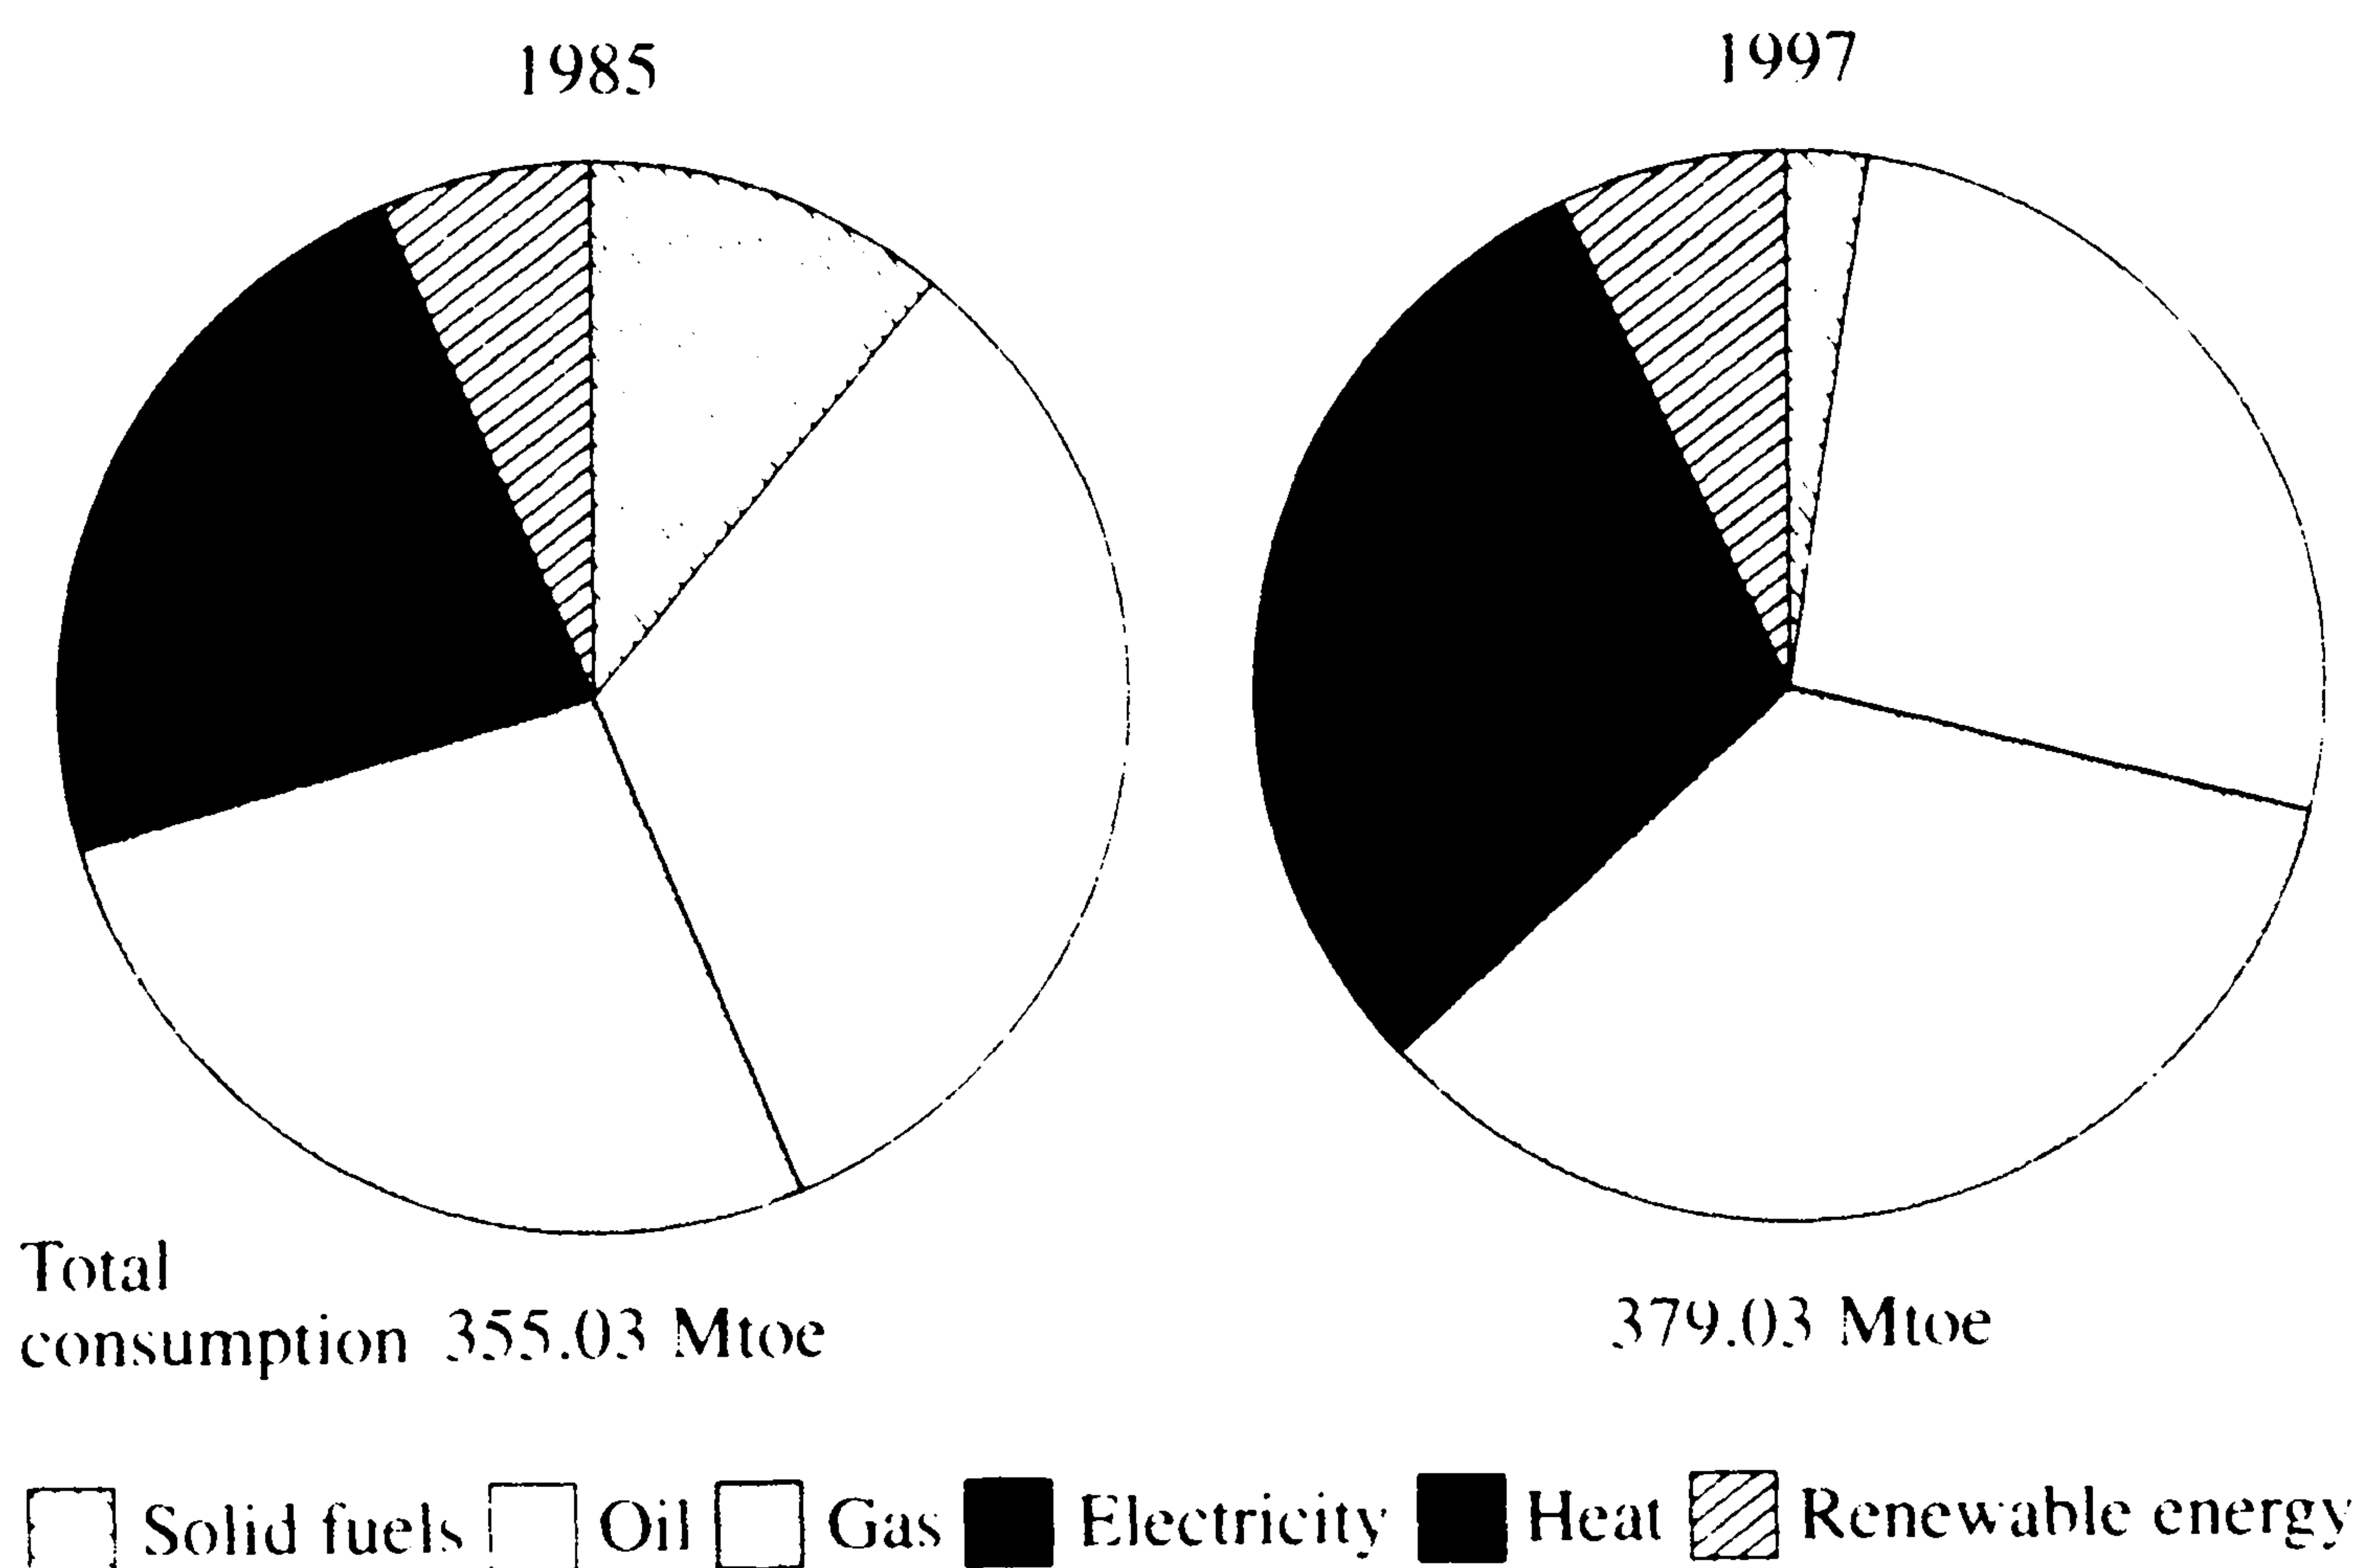 1985 1997
Total
consumption 355.03 Mtoe 379.03 Mtoe
Solid fuels Oil Gas Electricity Heat Renewable energy